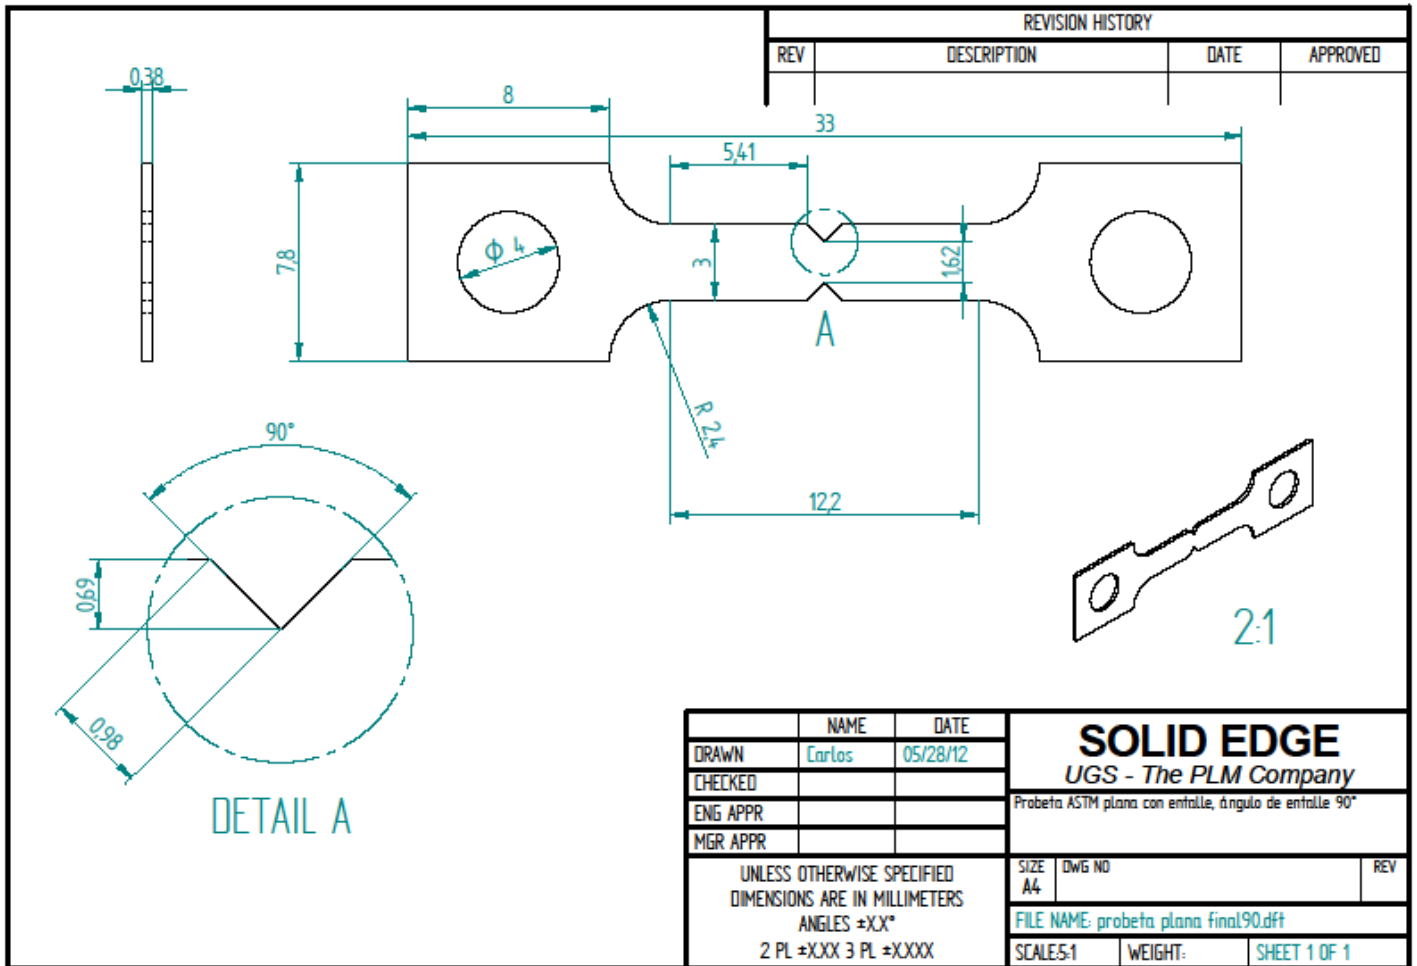 REVISION HISTORY
REV DESCRIPTION DATE APPROVED
0,38
8
33
5,41
7,8
Φ 4
3
1,62
A
R 2,4
12,2
90°
0,69
0,98
DETAIL A
2:1
NAME DATE
DRAWN Carlos 05/28/12
CHECKED
ENG APPR
MGR APPR
UNLESS OTHERWISE SPECIFIED
DIMENSIONS ARE IN MILLIMETERS
ANGLES ±X.X°
2 PL ±X.XX 3 PL ±X.XXX
SOLID EDGE
UGS - The PLM Company
Probeta ASTM plana con entalle, ángulo de entalle 90°
SIZE DWG NO REV
A4
FILE NAME: probeta plana final90.dft
SCALE:5:1 WEIGHT: SHEET 1 OF 1